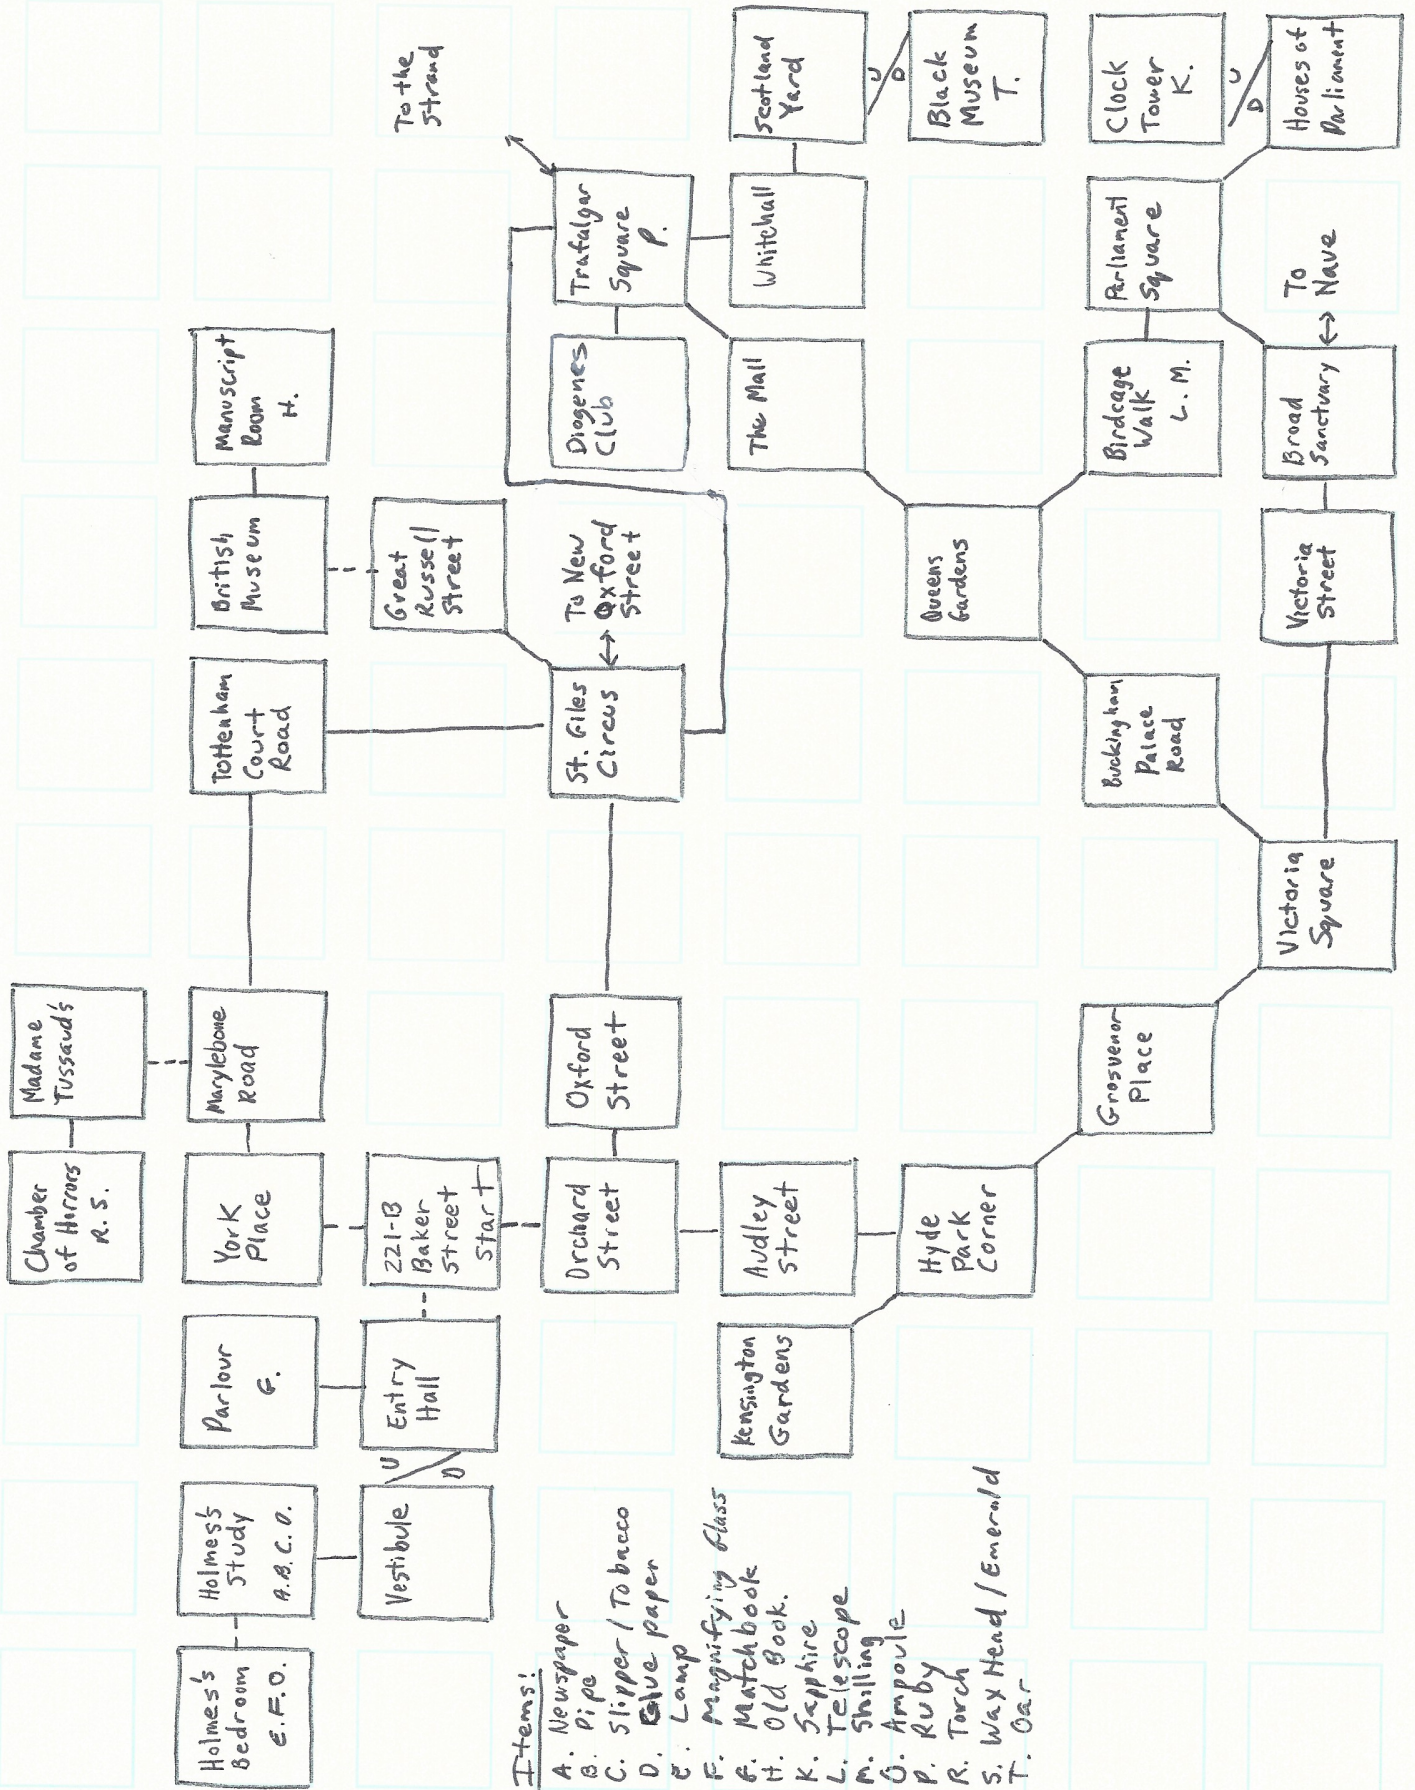 Chamber
of Horrors
R. S.
Madame
Tussaud's
Holmes's
Bedroom
E.F.O.
Holmes's
Study
A.B.C.D.
Parlour
G.
York
Place
Marylebone
Road
Tottenham
Court
Road
British
Museum
Manuscript
Room
H.
Vestibule
U
D
Entry
Hall
221-B
Baker
Street
Start
Great
Russell
Street
To the
Strand
Items!
A. Newspaper
B. Pipe
C. Slipper / Tobacco
D. Blue paper
E. Lamp
F. Magnifying Glass
G. Matchbook
H. Old Book.
K. Sapphire
L. Telescope
M. Shilling
O. Ampoule
P. Ruby
R. Torch
S. Wax Head / Emerald
T. Oar
Orchard
Street
Oxford
Street
St. Giles
Circus
To New
Oxford
Street
Diogenes
Club
Trafalgar
Square
P.
Kensington
Gardens
Audley
Street
The Mall
Whitehall
Scotland
Yard
U
D
Hyde
Park
Corner
Queens
Gardens
Black
Museum
T.
Grosvenor
Place
Buckingham
Palace
Road
Birdcage
Walk
L. M.
Parliament
Square
Clock
Tower
K.
U
D
Victoria
Square
Victoria
Street
Broad
Sanctuary
To
Nave
Houses of
Parliament